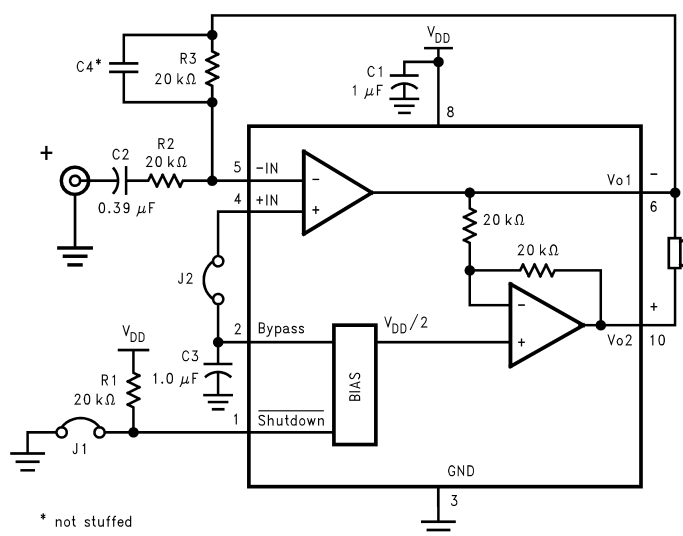 VDD
C4*
R3
20 kΩ
C1
1 μF
8
+
C2
R2
20 kΩ
0.39 μF
5
-IN
4
+IN
-
+
Vo1
-
6
20 kΩ
20 kΩ
J2
2
Bypass
VDD/2
-
+
+
Vo2
10
VDD
C3
1.0 μF
R1
20 kΩ
BIAS
1
Shutdown
J1
GND
3
* not stuffed